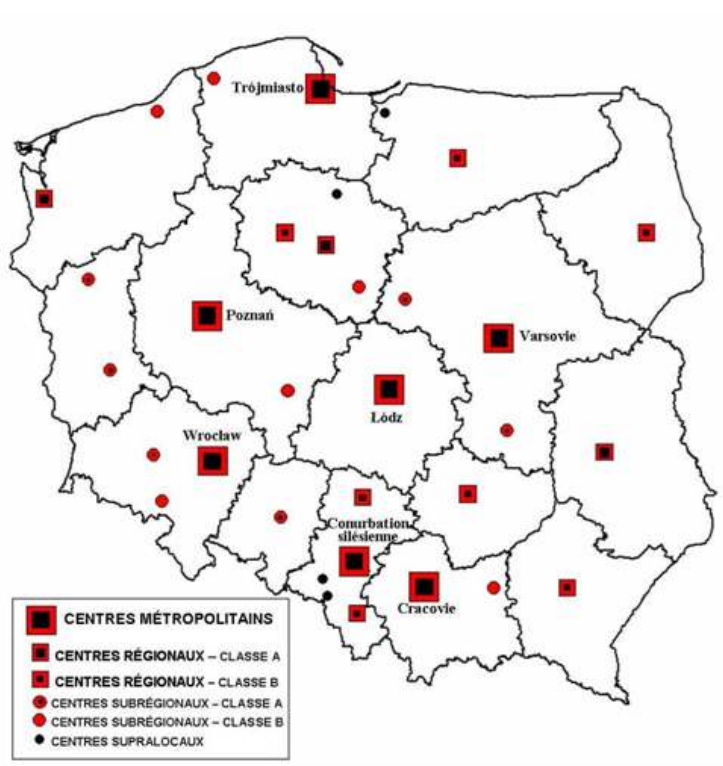 Trójmiasto
Poznań
Varsovie
Lódz
Wrocław
Conurbation
silésienne
Cracovie
CENTRES MÉTROPOLITAINS
CENTRES RÉGIONAUX – CLASSE A
CENTRES RÉGIONAUX – CLASSE B
CENTRES SUBRÉGIONAUX – CLASSE A
CENTRES SUBRÉGIONAUX – CLASSE B
CENTRES SUPRALOCAUX